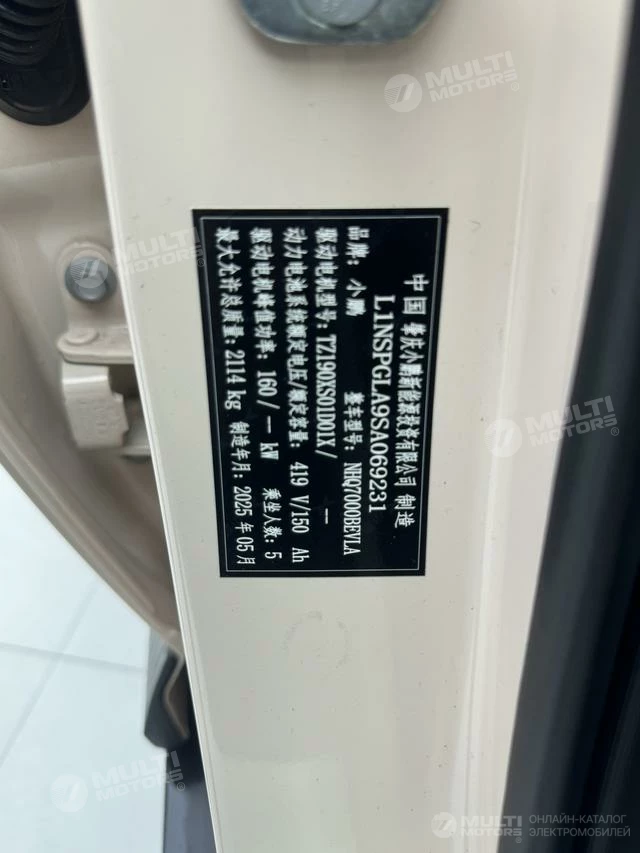 中国 肇庆小鹏新能源投资有限公司 制造
L1NSPGLA9SA069231
品牌: 小鹏 整车型号: NHQ7000BEVLA
驱动电机型号: TZ190XS01D01X/ —
动力电池系统额定电压/额定容量: 419 V/150 Ah
驱动电机峰值功率: 160/ — kW 乘坐人数: 5
最大允许总质量: 2114 kg 制造年月: 2025 年 05 月
MULTI MOTORS®
MULTI MOTORS®
MULTI MOTORS®
MULTI MOTORS®
MULTI MOTORS® ОНЛАЙН-КАТАЛОГ
ЭЛЕКТРОМОБИЛЕЙ